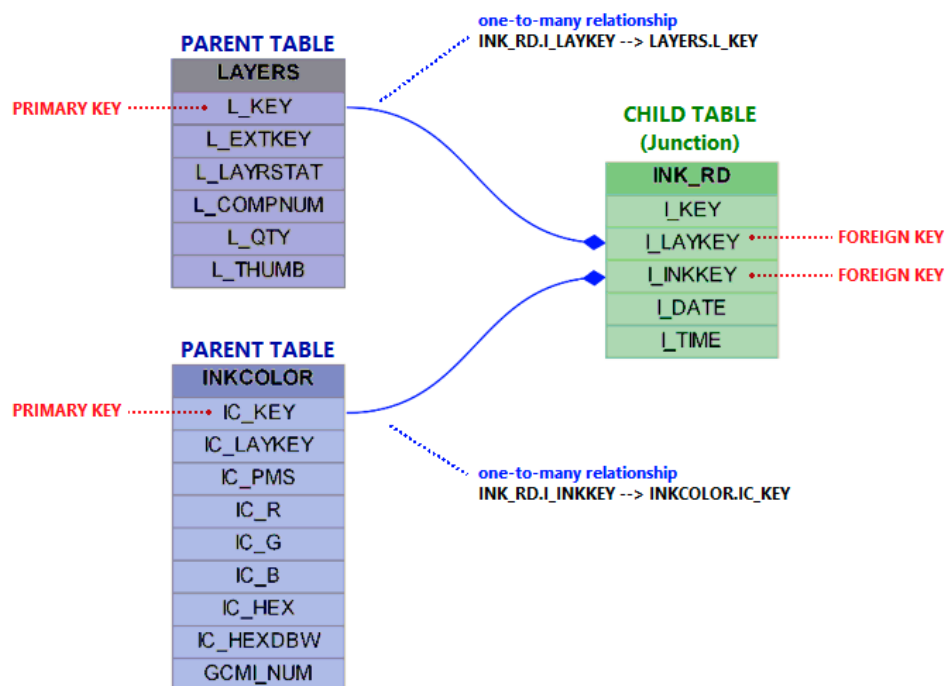 one-to-many relationship
INK_RD.I_LAYKEY --> LAYERS.L_KEY
PARENT TABLE
LAYERS
PRIMARY KEY
L_KEY
L_EXTKEY
L_LAYRSTAT
L_COMPNUM
L_QTY
L_THUMB
CHILD TABLE
(Junction)
INK_RD
I_KEY
I_LAYKEY
FOREIGN KEY
I_INKKEY
FOREIGN KEY
I_DATE
I_TIME
PARENT TABLE
INKCOLOR
PRIMARY KEY
IC_KEY
IC_LAYKEY
IC_PMS
IC_R
IC_G
IC_B
IC_HEX
IC_HEXDBW
GCMI_NUM
one-to-many relationship
INK_RD.I_INKKEY --> INKCOLOR.IC_KEY